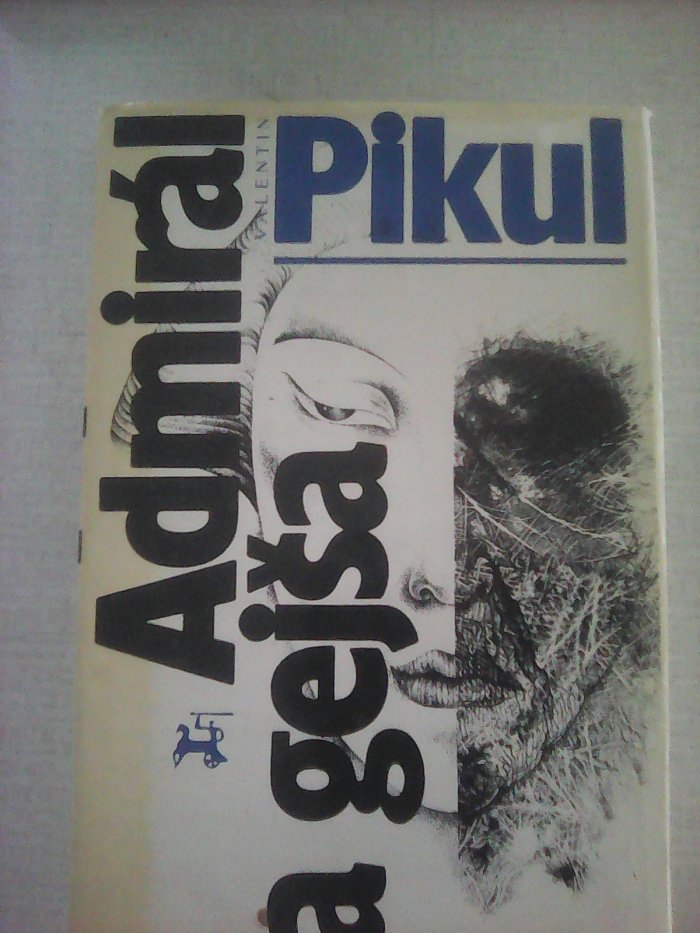 VALENTIN
Pikul
Admirál
a gejša